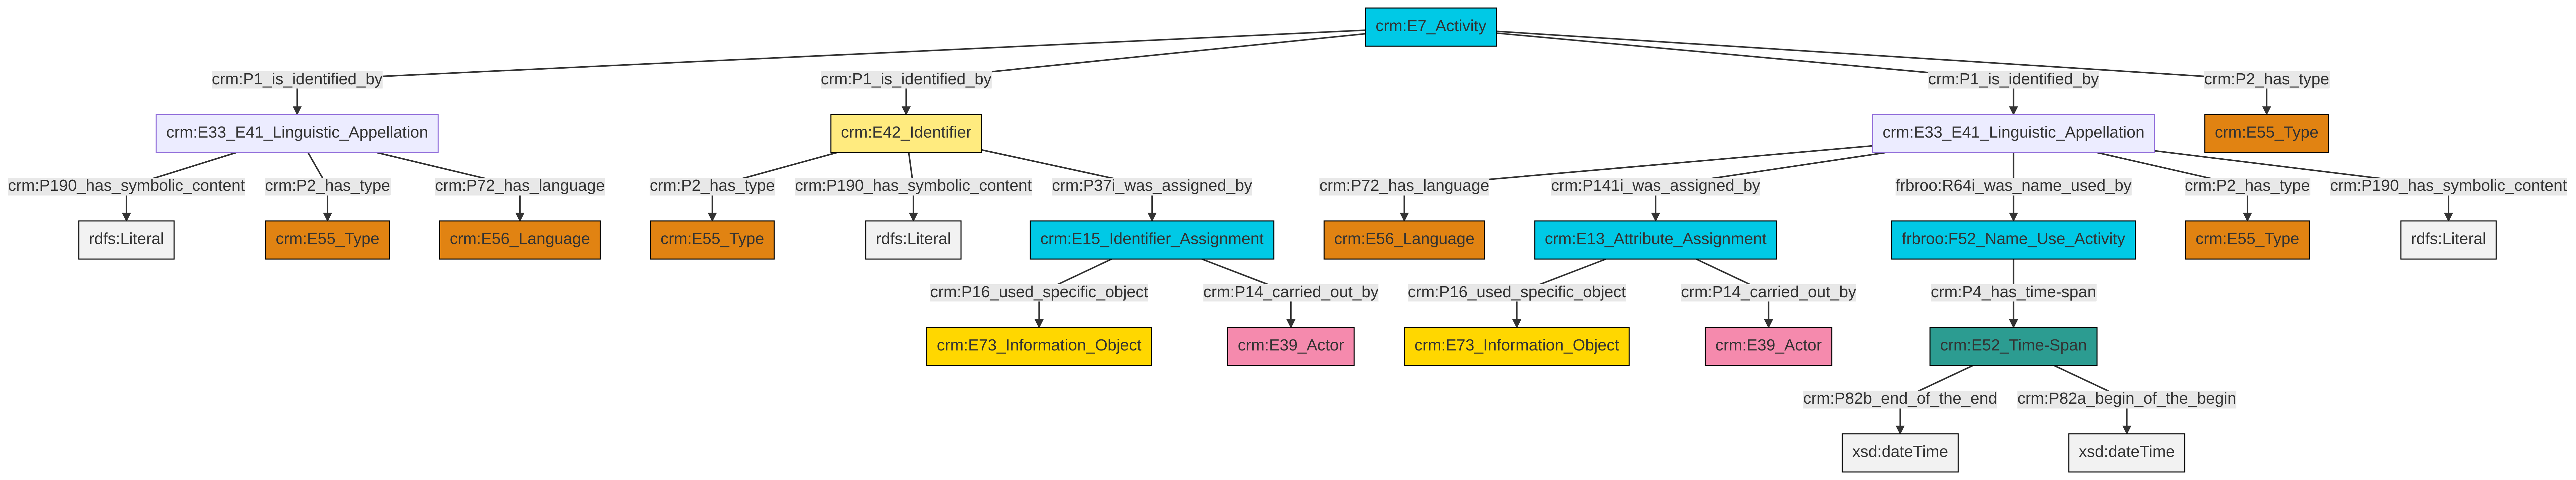 crm:E7_Activity
crm:P1_is_identified_by
crm:P1_is_identified_by
crm:P1_is_identified_by
crm:P2_has_type
crm:E33_E41_Linguistic_Appellation
crm:E42_Identifier
crm:E33_E41_Linguistic_Appellation
crm:E55_Type
crm:P190_has_symbolic_content
crm:P2_has_type
crm:P72_has_language
crm:P2_has_type
crm:P190_has_symbolic_content
crm:P37i_was_assigned_by
crm:P72_has_language
crm:P141i_was_assigned_by
frbroo:R64i_was_name_used_by
crm:P2_has_type
crm:P190_has_symbolic_content
rdfs:Literal
crm:E55_Type
crm:E56_Language
crm:E55_Type
rdfs:Literal
crm:E15_Identifier_Assignment
crm:E56_Language
crm:E13_Attribute_Assignment
frbroo:F52_Name_Use_Activity
crm:E55_Type
rdfs:Literal
crm:P16_used_specific_object
crm:P14_carried_out_by
crm:P16_used_specific_object
crm:P14_carried_out_by
crm:P4_has_time-span
crm:E73_Information_Object
crm:E39_Actor
crm:E73_Information_Object
crm:E39_Actor
crm:E52_Time-Span
crm:P82b_end_of_the_end
crm:P82a_begin_of_the_begin
xsd:dateTime
xsd:dateTime